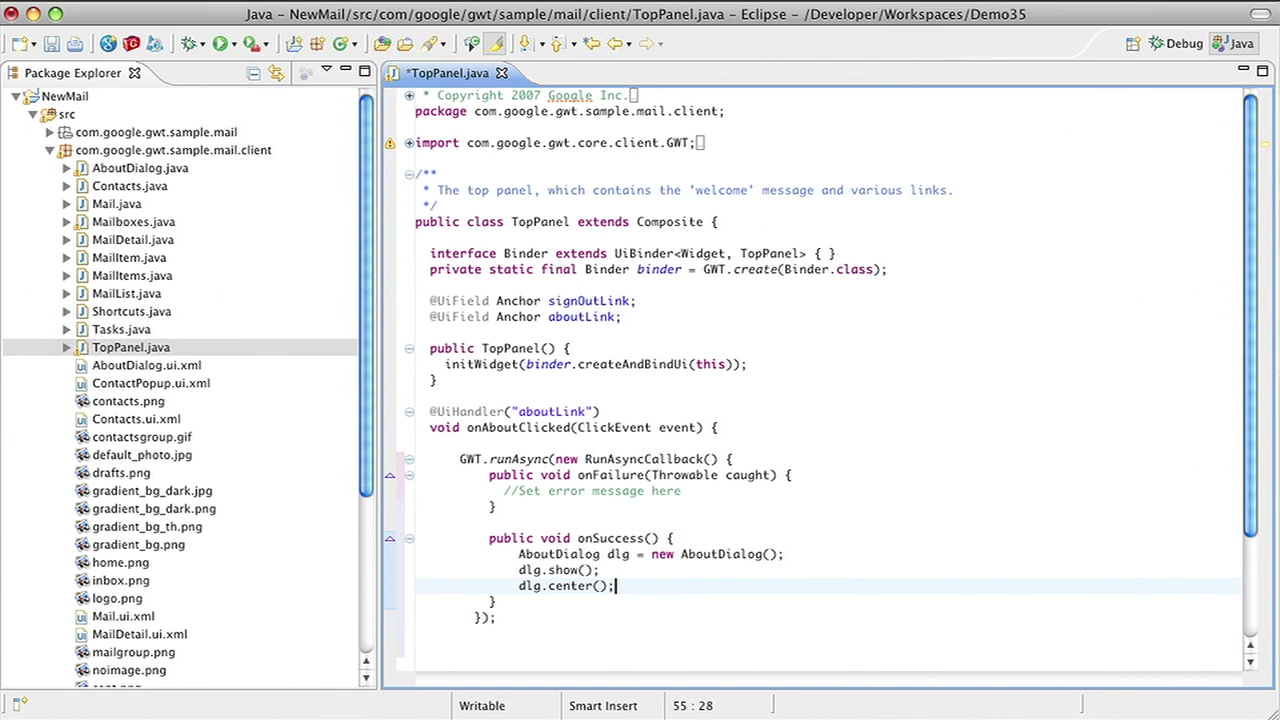 Java – NewMail/src/com/google/gwt/sample/mail/client/TopPanel.java – Eclipse – /Developer/Workspaces/Demo35
Debug
Java
Package Explorer
NewMail
src
com.google.gwt.sample.mail
com.google.gwt.sample.mail.client
AboutDialog.java
Contacts.java
Mail.java
Mailboxes.java
MailDetail.java
MailItem.java
MailItems.java
MailList.java
Shortcuts.java
Tasks.java
TopPanel.java
AboutDialog.ui.xml
ContactPopup.ui.xml
contacts.png
Contacts.ui.xml
contactsgroup.gif
default_photo.jpg
drafts.png
gradient_bg_dark.jpg
gradient_bg_dark.png
gradient_bg_th.png
gradient_bg.png
home.png
inbox.png
logo.png
Mail.ui.xml
MailDetail.ui.xml
mailgroup.png
noimage.png
*TopPanel.java
* Copyright 2007 Google Inc.
package com.google.gwt.sample.mail.client;
import com.google.gwt.core.client.GWT;
/**
* The top panel, which contains the 'welcome' message and various links.
*/
public class TopPanel extends Composite {
interface Binder extends UiBinder<Widget, TopPanel> { }
private static final Binder binder = GWT.create(Binder.class);
@UiField Anchor signOutLink;
@UiField Anchor aboutLink;
public TopPanel() {
initWidget(binder.createAndBindUi(this));
}
@UiHandler("aboutLink")
void onAboutClicked(ClickEvent event) {
GWT.runAsync(new RunAsyncCallback() {
public void onFailure(Throwable caught) {
//Set error message here
}
public void onSuccess() {
AboutDialog dlg = new AboutDialog();
dlg.show();
dlg.center();
}
});
Writable
Smart Insert
55 : 28